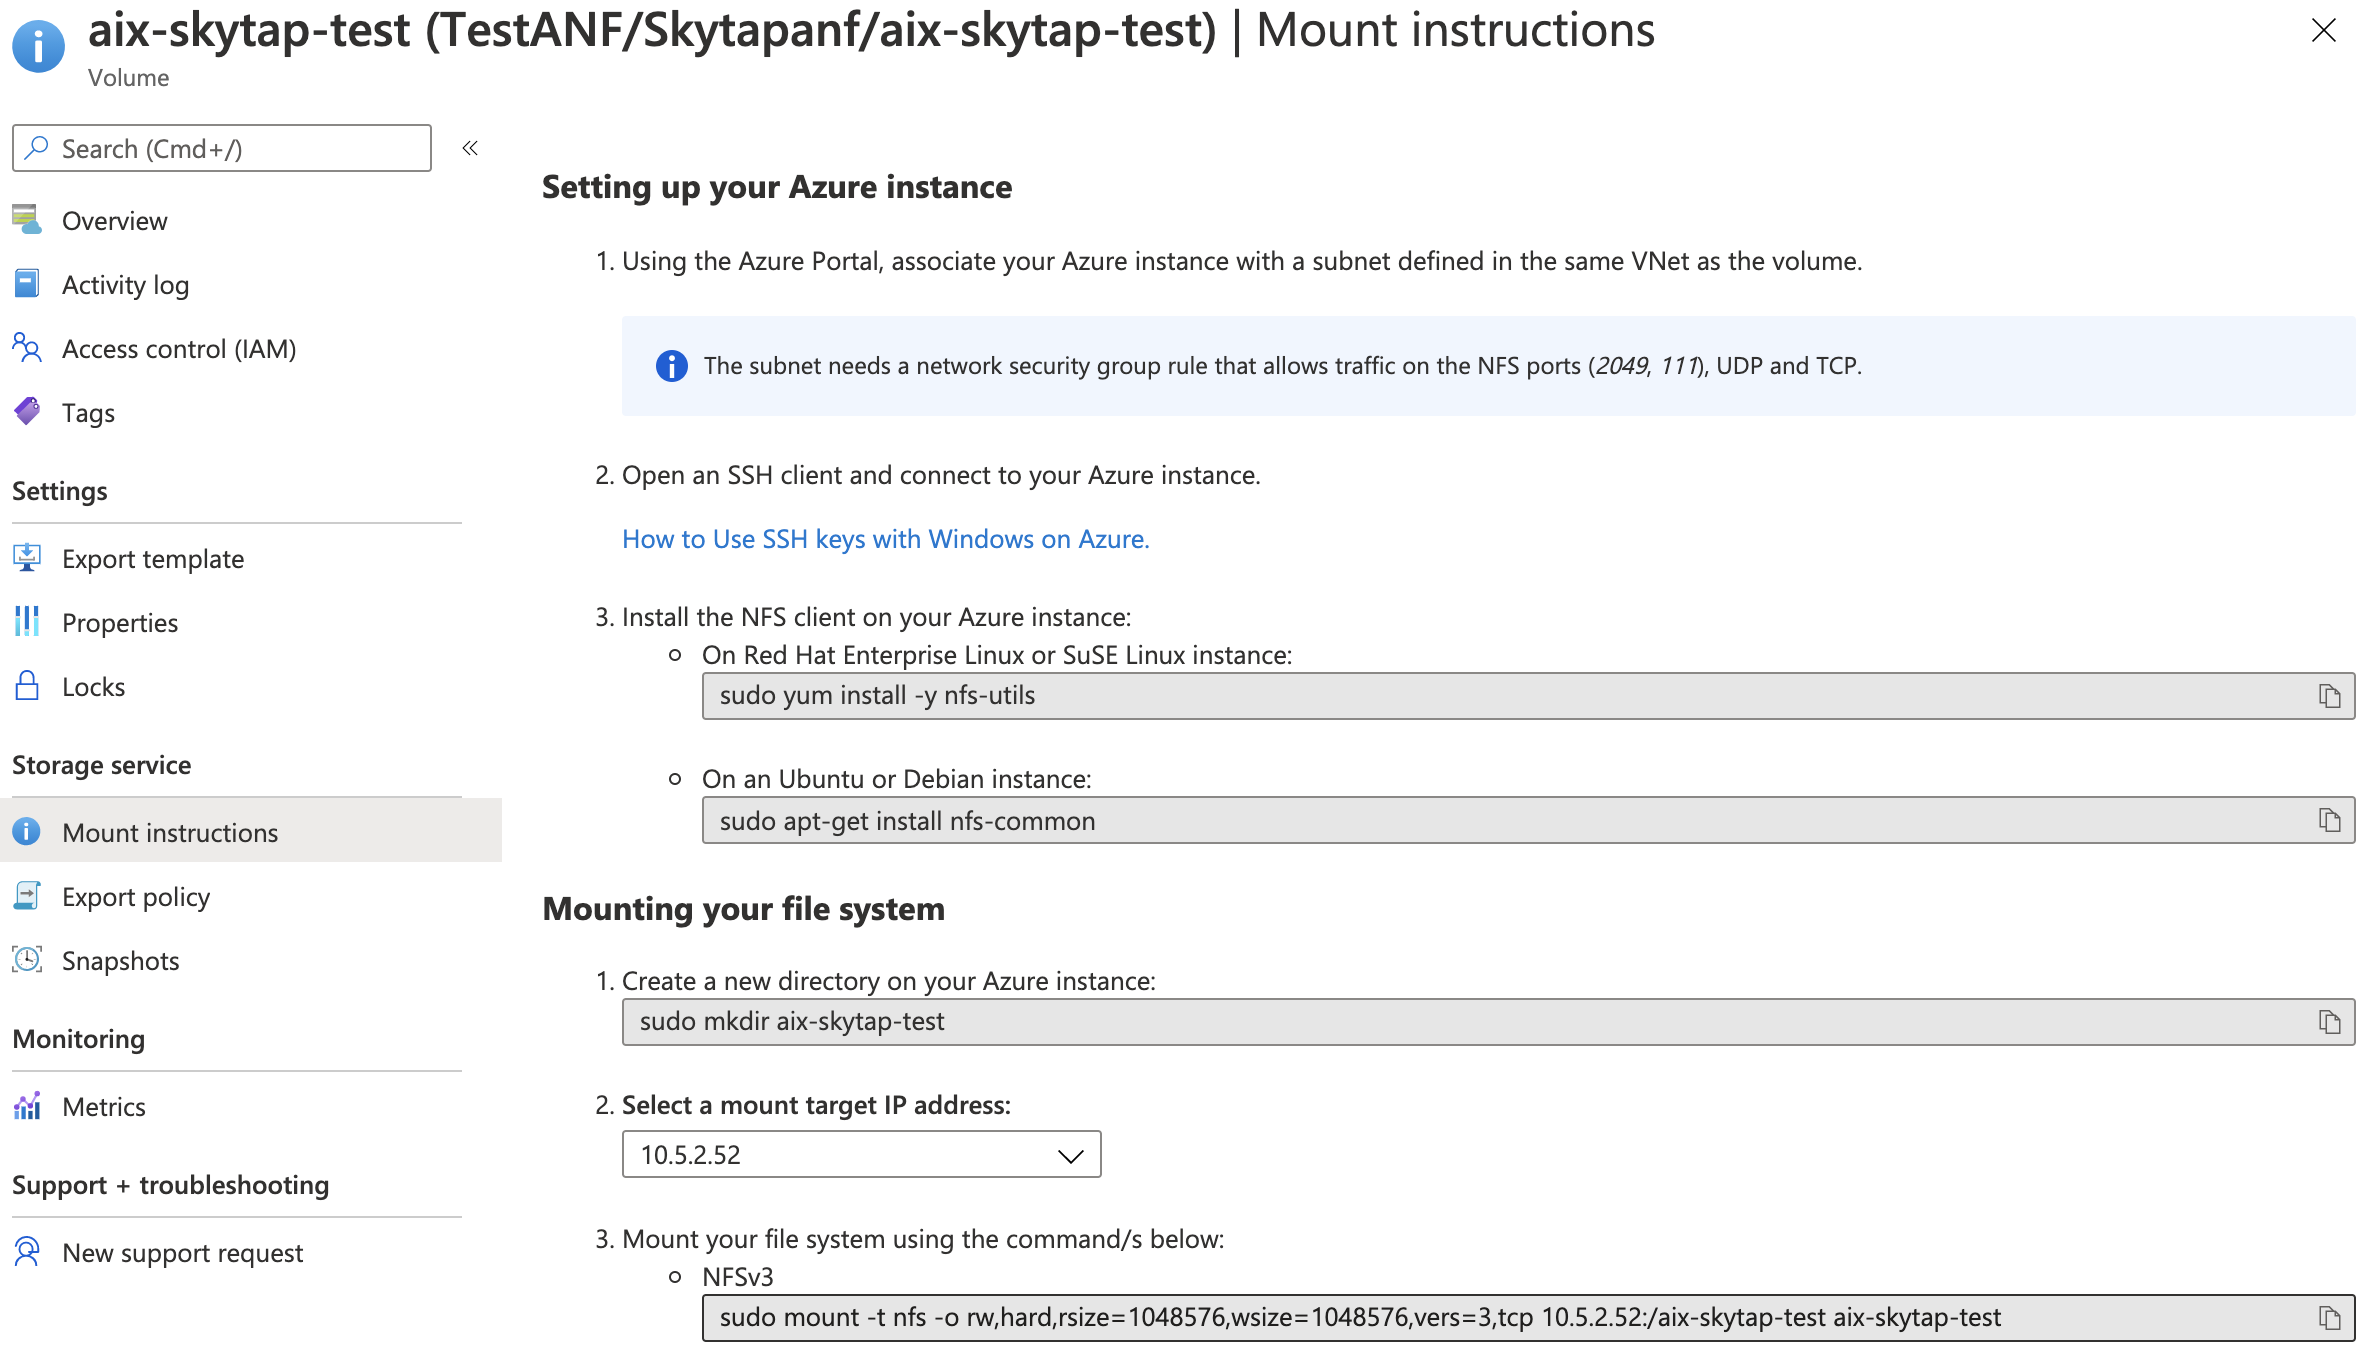 aix-skytap-test (TestANF/Skytapanf/aix-skytap-test) | Mount instructions
Volume
Search (Cmd+/)
«
Overview
Activity log
Access control (IAM)
Tags
Settings
Export template
Properties
Locks
Storage service
Mount instructions
Export policy
Snapshots
Monitoring
Metrics
Support + troubleshooting
New support request
Setting up your Azure instance
1. Using the Azure Portal, associate your Azure instance with a subnet defined in the same VNet as the volume.
The subnet needs a network security group rule that allows traffic on the NFS ports (2049, 111), UDP and TCP.
2. Open an SSH client and connect to your Azure instance.
How to Use SSH keys with Windows on Azure.
3. Install the NFS client on your Azure instance:
On Red Hat Enterprise Linux or SuSE Linux instance:
sudo yum install -y nfs-utils
On an Ubuntu or Debian instance:
sudo apt-get install nfs-common
Mounting your file system
1. Create a new directory on your Azure instance:
sudo mkdir aix-skytap-test
2. Select a mount target IP address:
10.5.2.52
3. Mount your file system using the command/s below:
NFSv3
sudo mount -t nfs -o rw,hard,rsize=1048576,wsize=1048576,vers=3,tcp 10.5.2.52:/aix-skytap-test aix-skytap-test